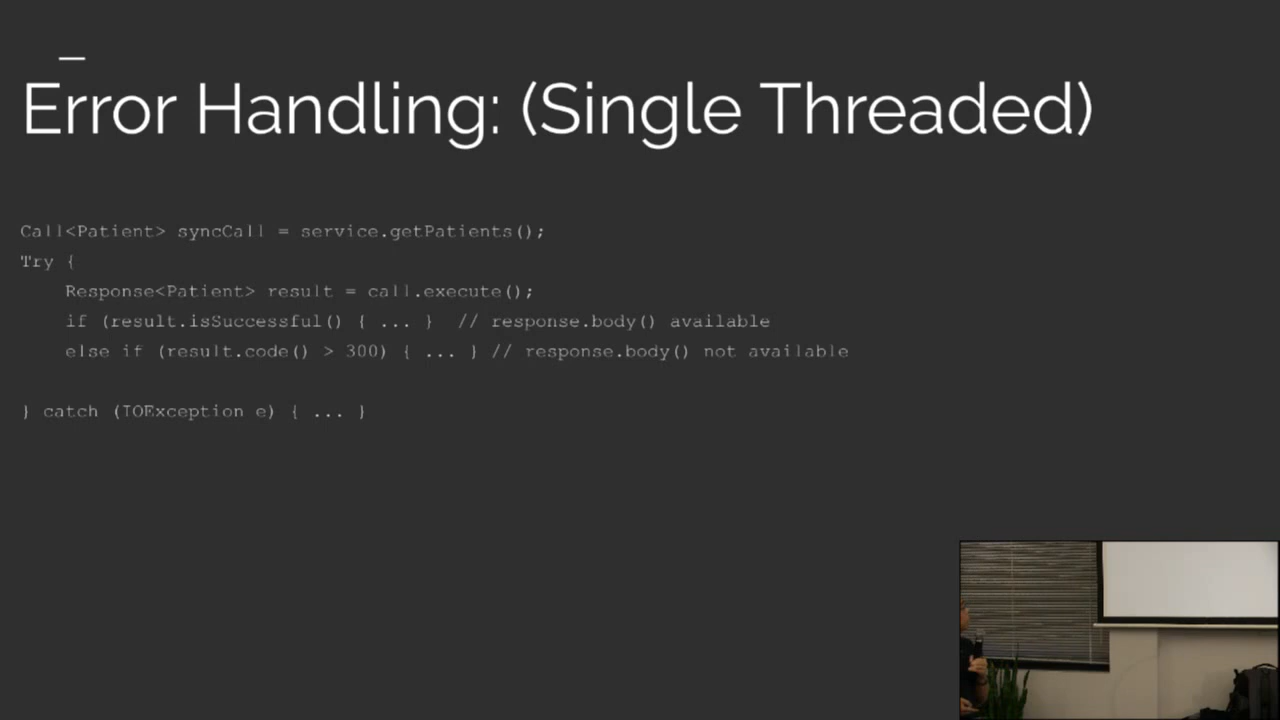 Error Handling: (Single Threaded)
Call<Patient> syncCall = service.getPatients();
Try {
Response<Patient> result = call.execute();
if (result.isSuccessful() { ... } // response.body() available
else if (result.code() > 300) { ... } // response.body() not available
} catch (IOException e) { ... }